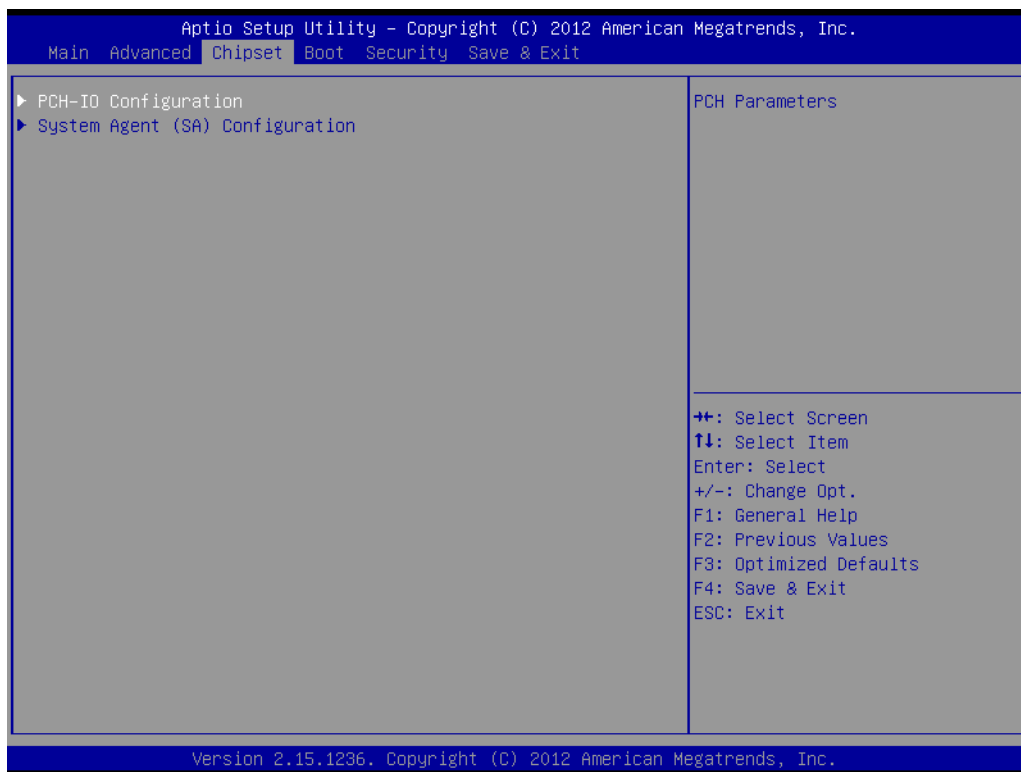 Aptio Setup Utility – Copyright (C) 2012 American Megatrends, Inc.
Main Advanced Chipset Boot Security Save & Exit
► PCH-IO Configuration
► System Agent (SA) Configuration
PCH Parameters
→←: Select Screen
↑↓: Select Item
Enter: Select
+/-: Change Opt.
F1: General Help
F2: Previous Values
F3: Optimized Defaults
F4: Save & Exit
ESC: Exit
Version 2.15.1236. Copyright (C) 2012 American Megatrends, Inc.